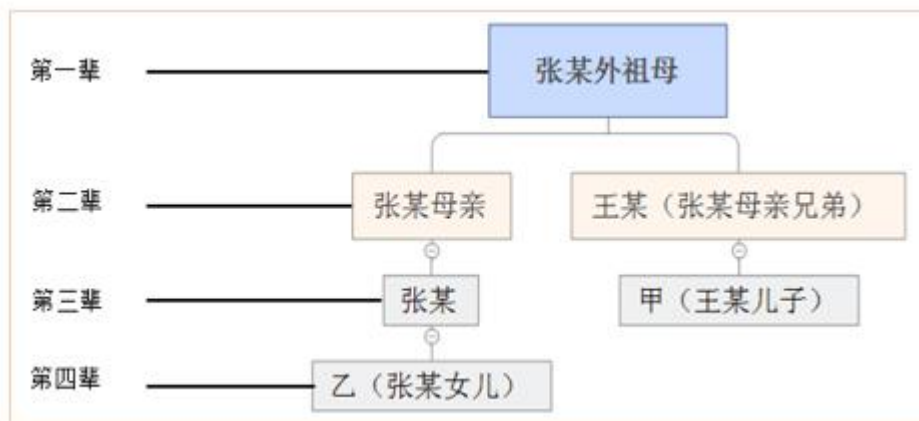 第一辈
张某外祖母
第二辈
张某母亲
王某（张某母亲兄弟）
第三辈
张某
甲（王某儿子）
第四辈
乙（张某女儿）